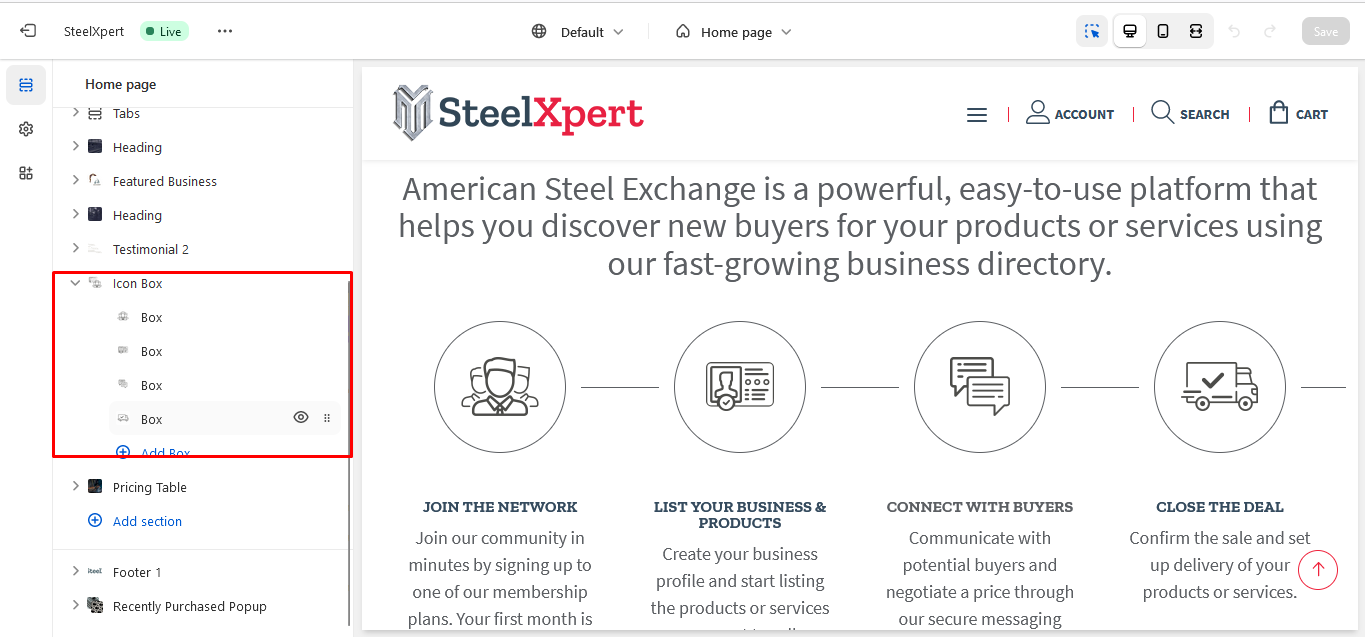 SteelXpert
Live
Default
Home page
Save
Home page
Tabs
Heading
Featured Business
Heading
Testimonial 2
Icon Box
Box
Box
Box
Box
Add Box
Pricing Table
Add section
Footer 1
Recently Purchased Popup
SteelXpert
ACCOUNT
SEARCH
CART
American Steel Exchange is a powerful, easy-to-use platform that
helps you discover new buyers for your products or services using
our fast-growing business directory.
JOIN THE NETWORK
Join our community in
minutes by signing up to
one of our membership
plans. Your first month is
LIST YOUR BUSINESS &
PRODUCTS
Create your business
profile and start listing
the products or services
CONNECT WITH BUYERS
Communicate with
potential buyers and
negotiate a price through
our secure messaging
CLOSE THE DEAL
Confirm the sale and set
up delivery of your
products or services.